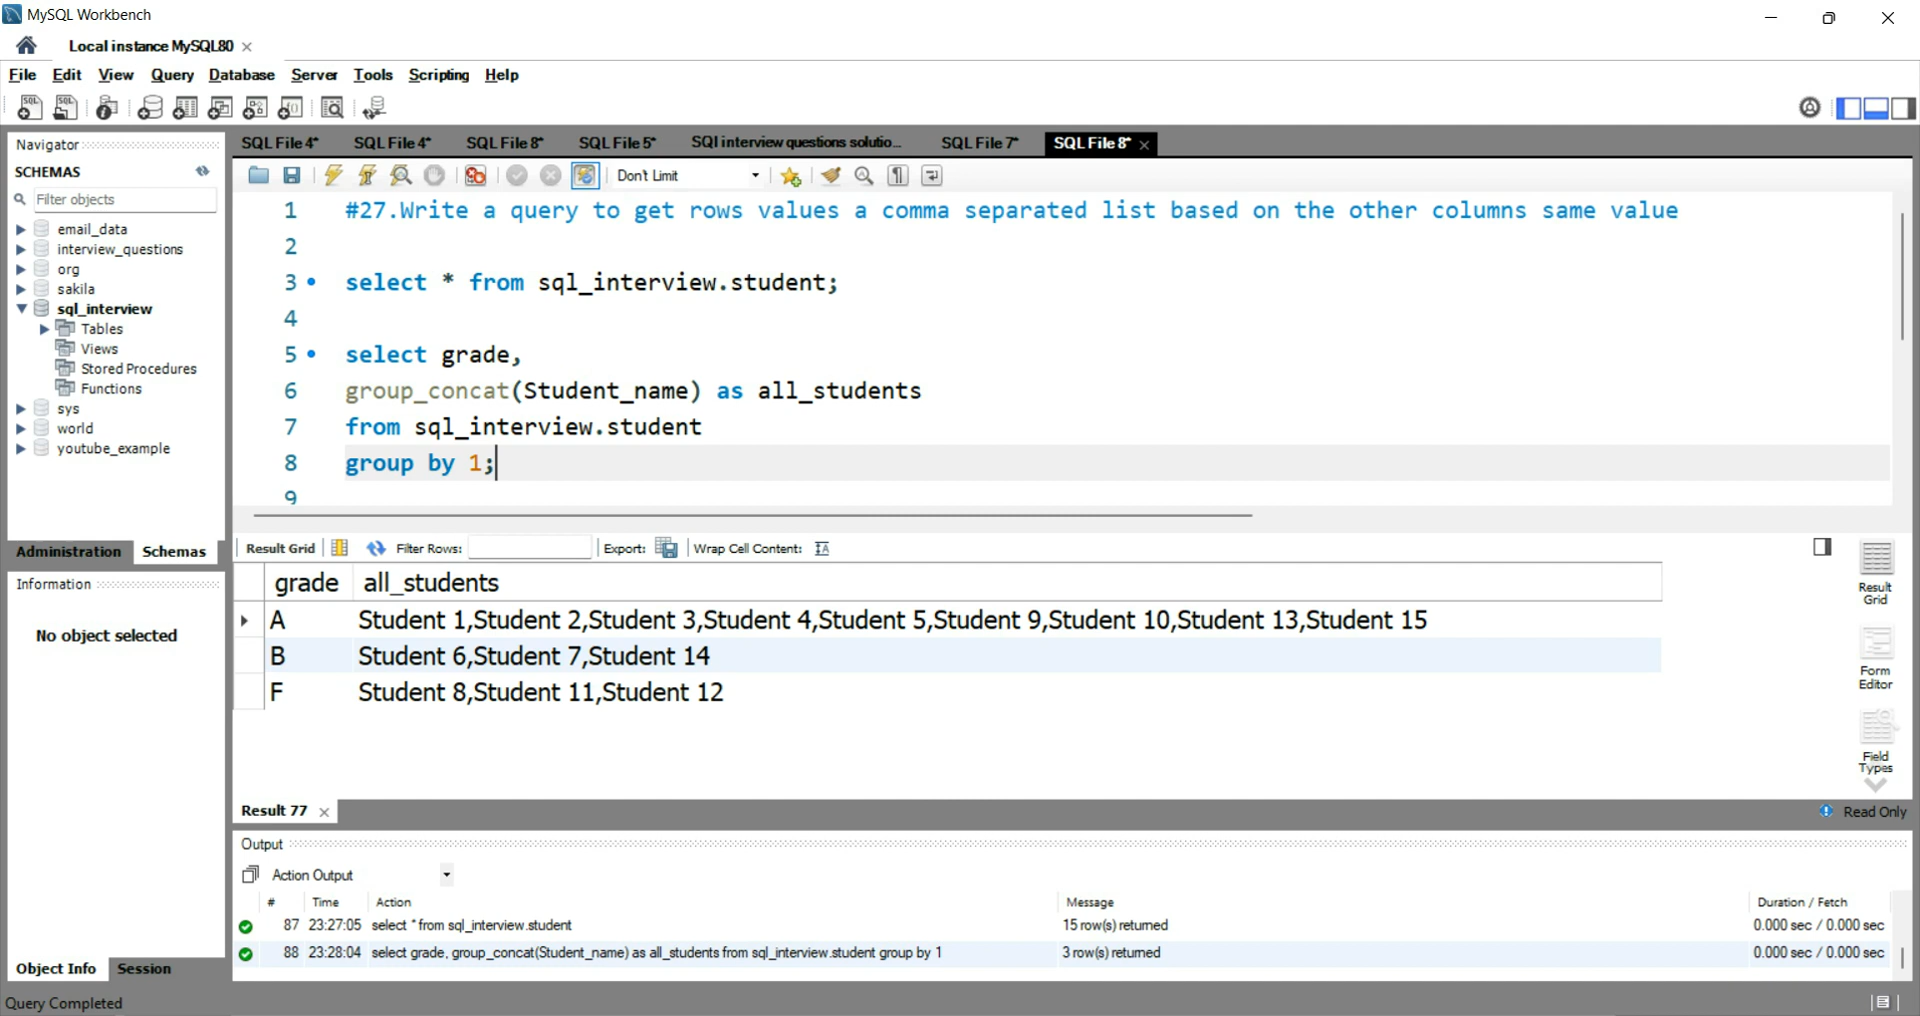 MySQL Workbench
Local instance MySQL80
File Edit View Query Database Server Tools Scripting Help
Navigator
SCHEMAS
Filter objects
email_data
interview_questions
org
sakila
sql_interview
Tables
Views
Stored Procedures
Functions
sys
world
youtube_example
Administration Schemas
Information
No object selected
Object Info Session
SQL File 4* SQL File 4* SQL File 8* SQL File 5* SQl interview questions solutio... SQL File 7* SQL File 8*
Don't Limit
1 #27.Write a query to get rows values a comma separated list based on the other columns same value
2
3 select * from sql_interview.student;
4
5 select grade,
6 group_concat(Student_name) as all_students
7 from sql_interview.student
8 group by 1;
9
Result Grid Filter Rows: Export: Wrap Cell Content:
grade all_students
A Student 1,Student 2,Student 3,Student 4,Student 5,Student 9,Student 10,Student 13,Student 15
B Student 6,Student 7,Student 14
F Student 8,Student 11,Student 12
Result
Grid
Form
Editor
Field
Types
Result 77 Read Only
Output
Action Output
# Time Action Message Duration / Fetch
87 23:27:05 select * from sql_interview.student 15 row(s) returned 0.000 sec / 0.000 sec
88 23:28:04 select grade, group_concat(Student_name) as all_students from sql_interview.student group by 1 3 row(s) returned 0.000 sec / 0.000 sec
Query Completed